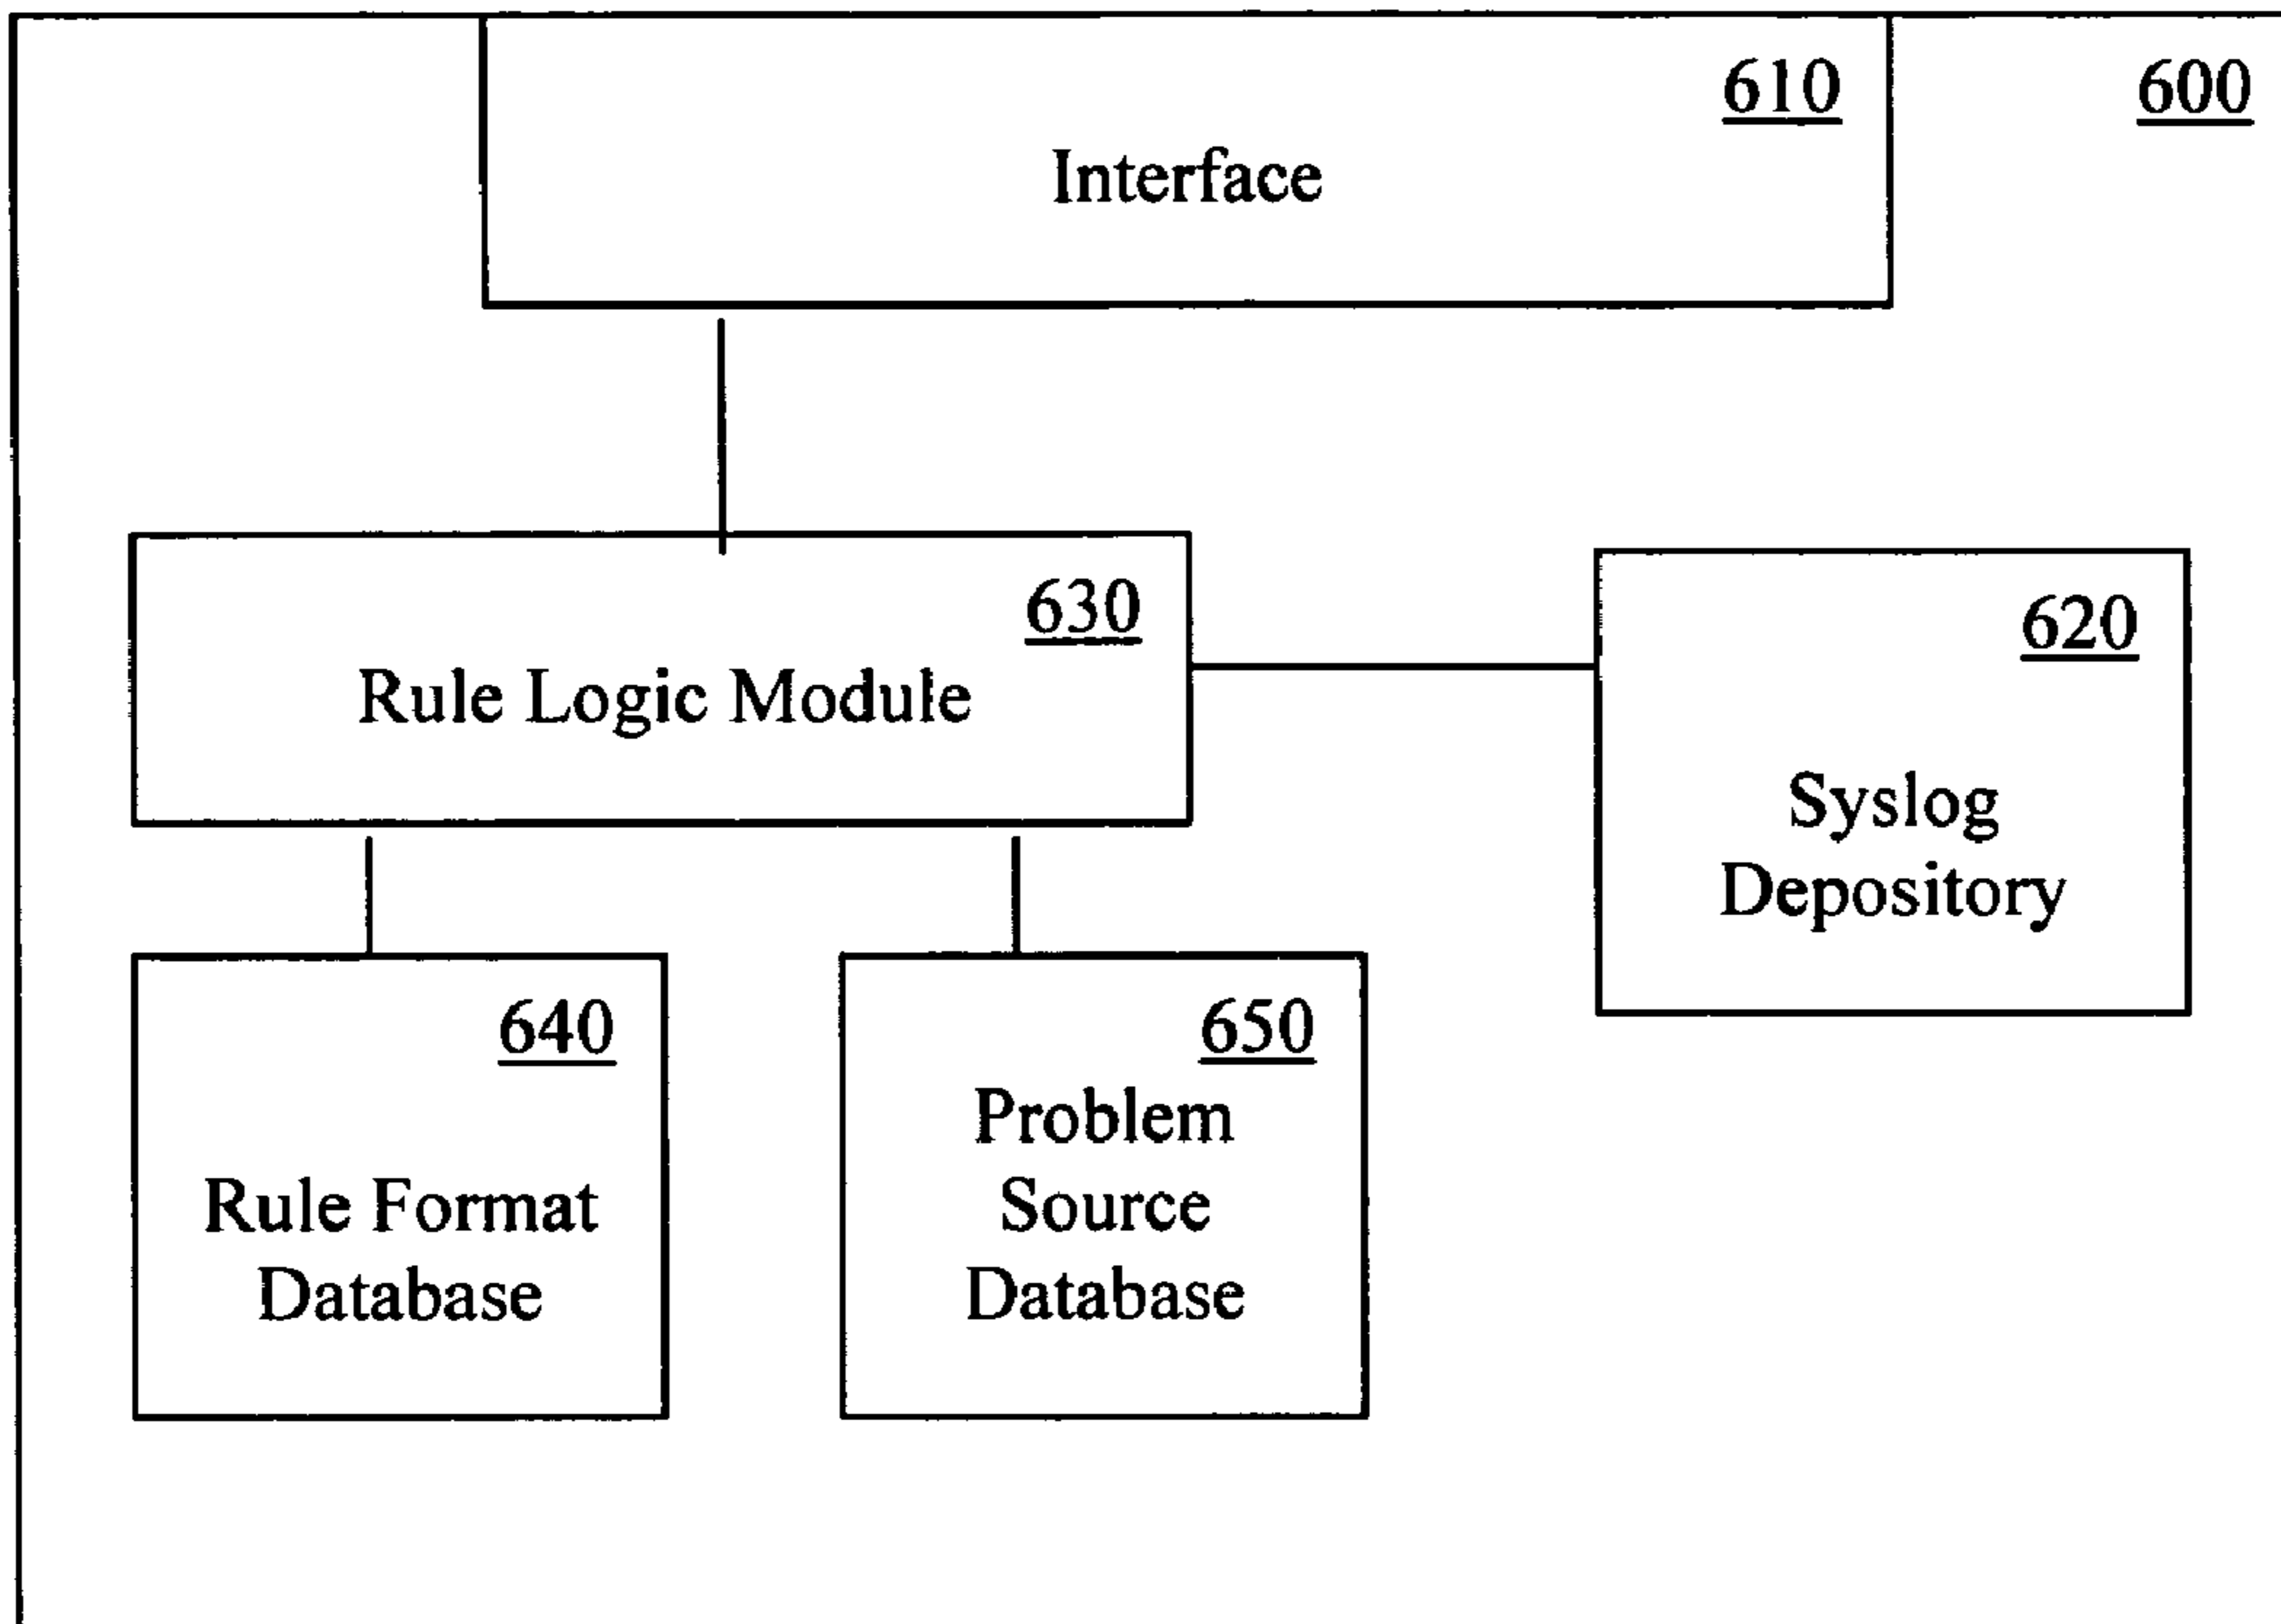 610
600
Interface
630
Rule Logic Module
620
Syslog
Depository
640
Rule Format
Database
650
Problem
Source
Database